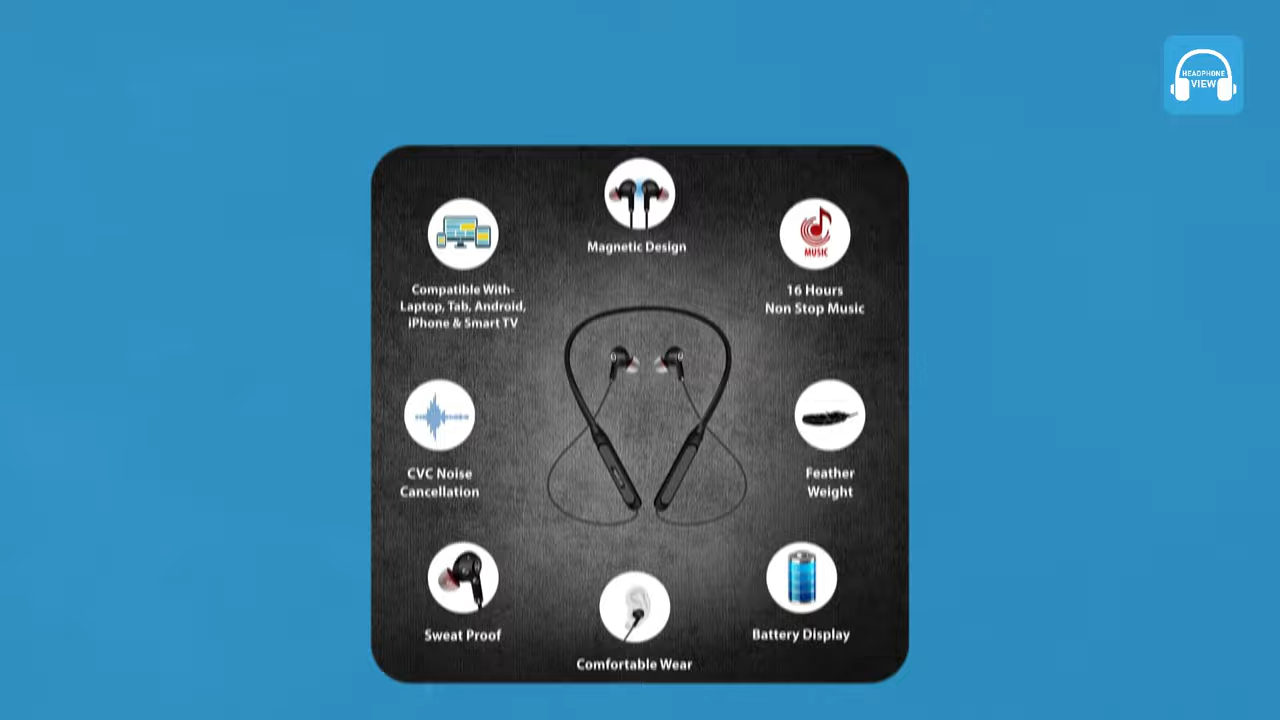 HEADPHONE
VIEW
Magnetic Design
Compatible With-
Laptop, Tab, Android,
iPhone & Smart TV
MUSIC
16 Hours
Non Stop Music
CVC Noise
Cancellation
Feather
Weight
Sweat Proof
Battery Display
Comfortable Wear